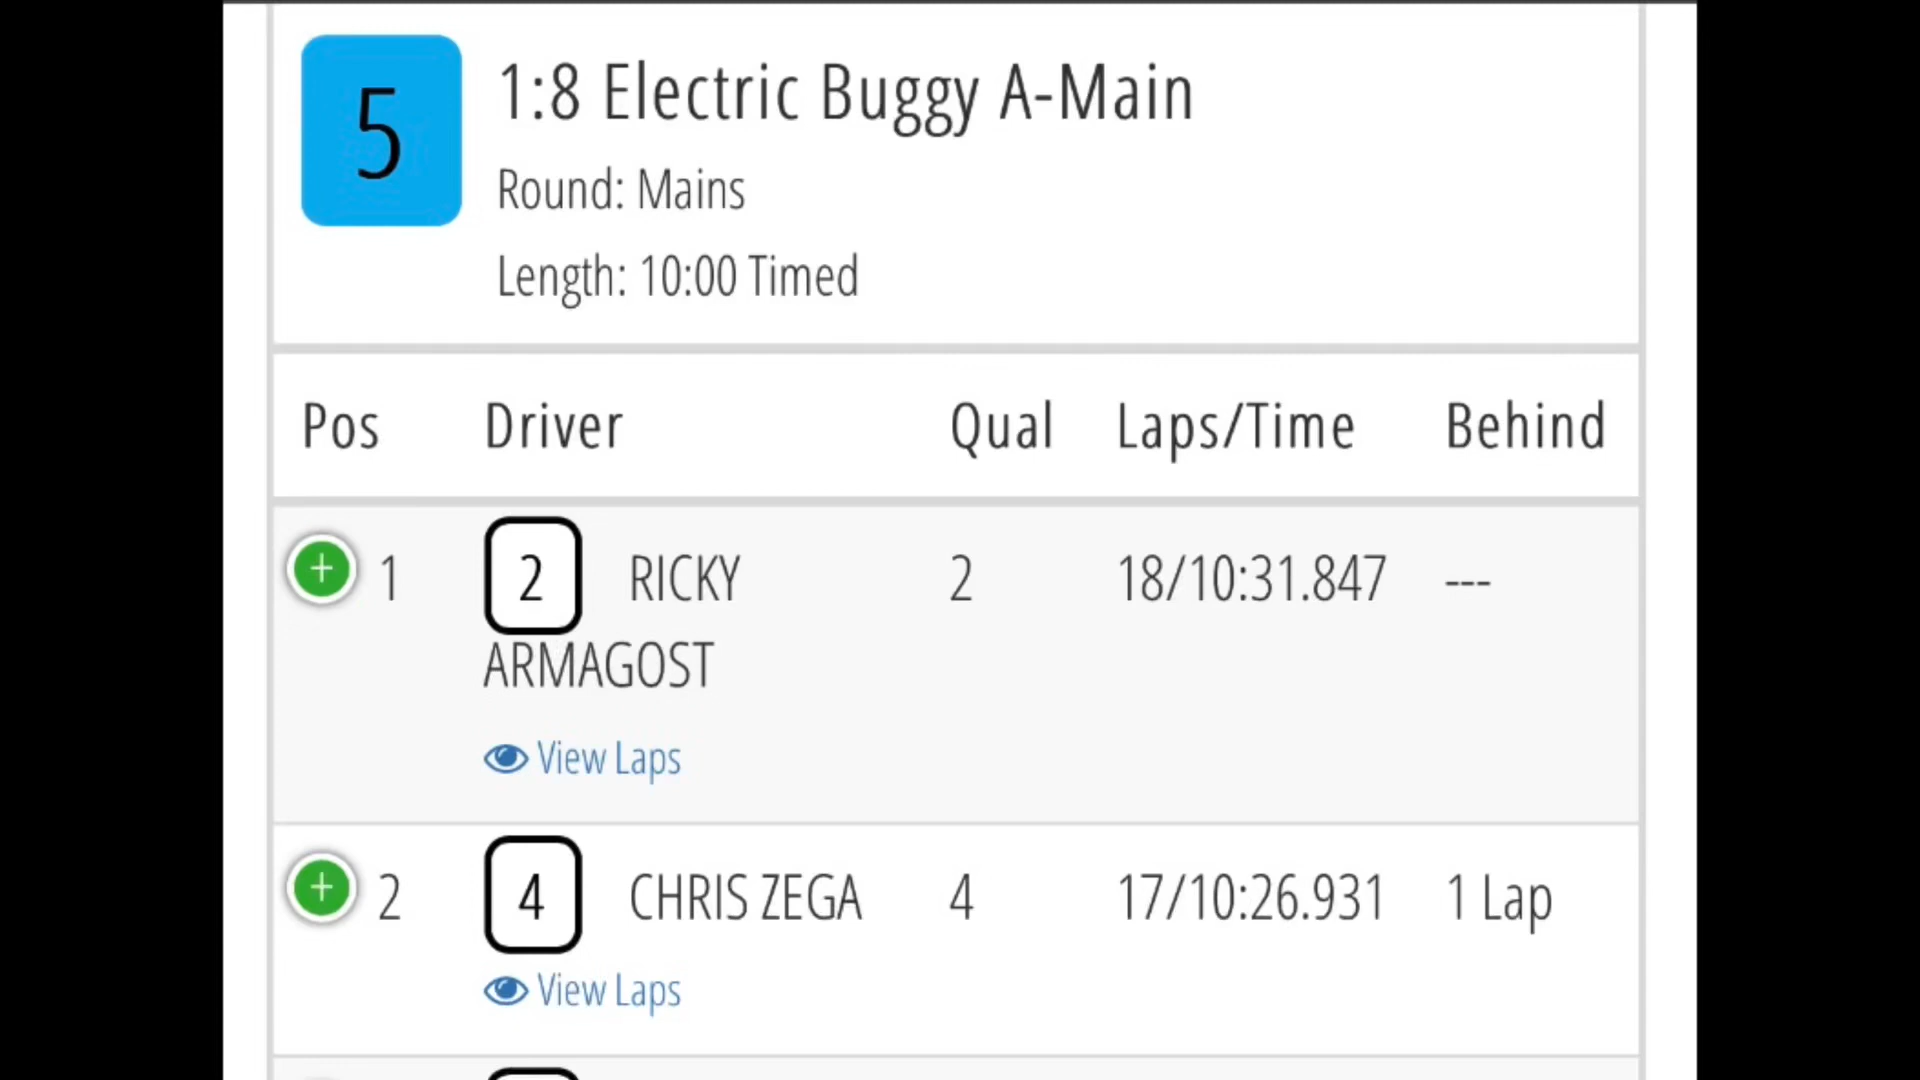 5
1:8 Electric Buggy A-Main
Round: Mains
Length: 10:00 Timed
Pos Driver Qual Laps/Time Behind
1 2 RICKY 2 18/10:31.847 ---
ARMAGOST
View Laps
2 4 CHRIS ZEGA 4 17/10:26.931 1 Lap
View Laps